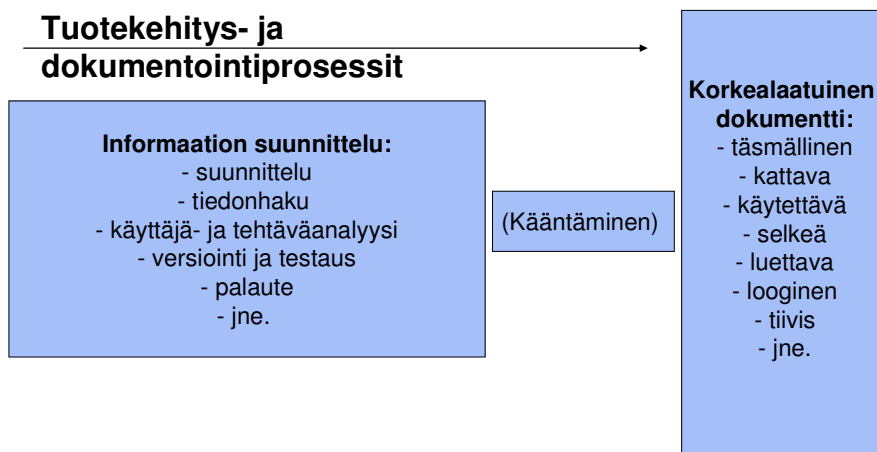 Tuotekehitys- ja
dokumentointiprosessit
Informaation suunnittelu:
- suunnittelu
- tiedonhaku
- käyttäjä- ja tehtäväanalyysi
- versiointi ja testaus
- palaute
- jne.
(Kääntäminen)
Korkealaatuinen
dokumentti:
- täsmällinen
- kattava
- käytettävä
- selkeä
- luettava
- looginen
- tiivis
- jne.